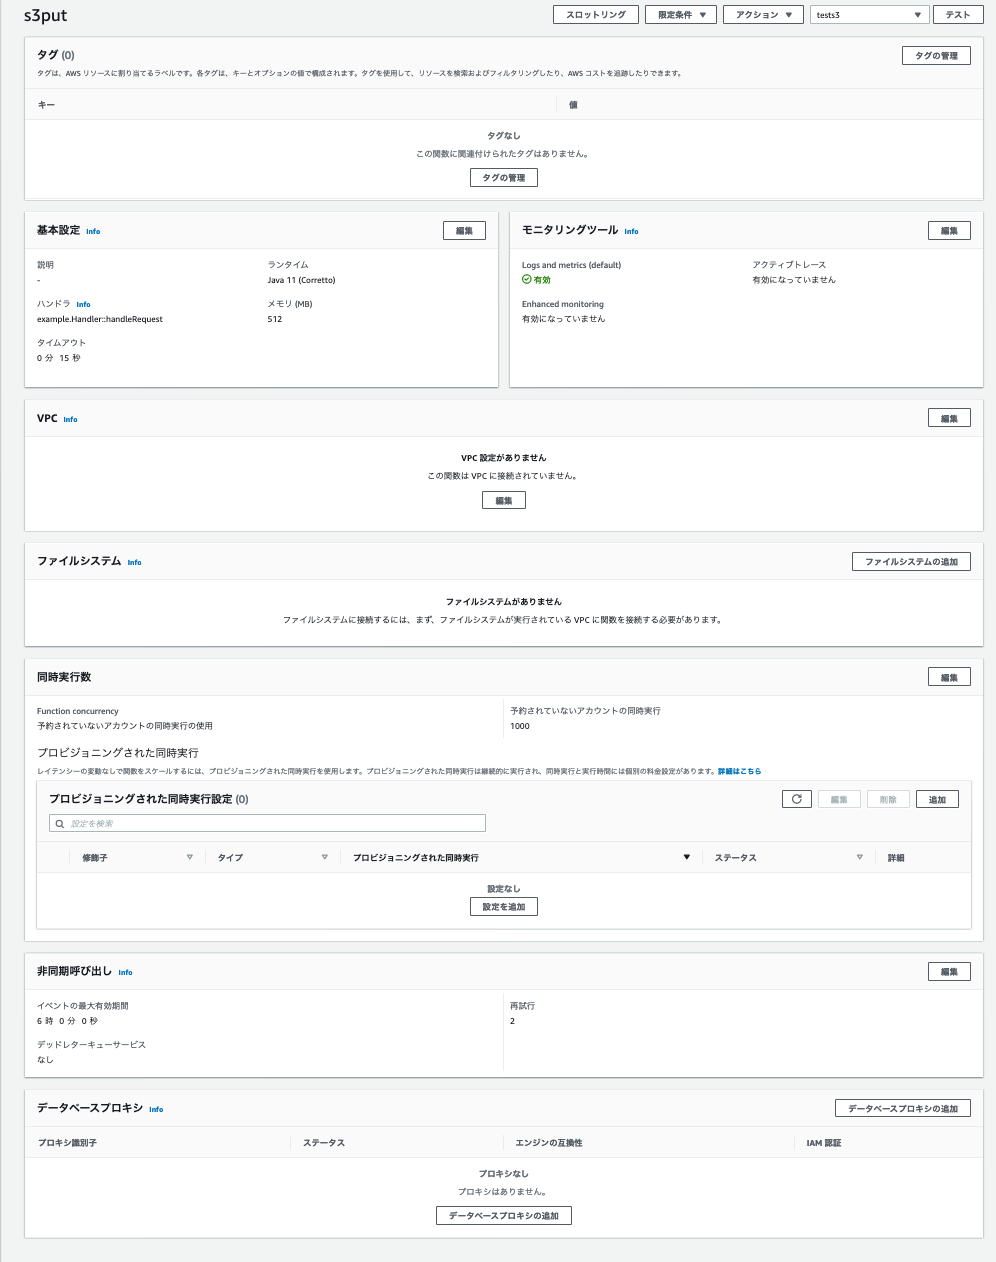 s3put
スロットリング 限定条件 ▼ アクション ▼ tests3 ▼ テスト
タグ (0) タグの管理
タグは、AWS リソースに割り当てるラベルです。各タグは、キーとオプションの値で構成されます。タグを使用して、リソースを検索およびフィルタリングしたり、AWS コストを追跡したりできます。
キー 値
タグなし
この関数に関連付けられたタグはありません。
タグの管理
基本設定 Info 編集
説明 ランタイム
- Java 11 (Corretto)
ハンドラ Info メモリ (MB)
example.Handler::handleRequest 512
タイムアウト
0 分 15 秒
モニタリングツール Info 編集
Logs and metrics (default) アクティブトレース
有効 有効になっていません
Enhanced monitoring
有効になっていません
VPC Info 編集
VPC 設定がありません
この関数は VPC に接続されていません。
編集
ファイルシステム Info ファイルシステムの追加
ファイルシステムがありません
ファイルシステムに接続するには、まず、ファイルシステムが実行されている VPC に関数を接続する必要があります。
同時実行数 編集
Function concurrency 予約されていないアカウントの同時実行
予約されていないアカウントの同時実行の使用 1000
プロビジョニングされた同時実行
レイテンシーの変動なしで関数をスケールするには、プロビジョニングされた同時実行を使用します。プロビジョニングされた同時実行は継続的に実行され、同時実行と実行時間には個別の料金設定があります。詳細はこちら
プロビジョニングされた同時実行設定 (0) 編集 削除 追加
設定を検索
修飾子 タイプ プロビジョニングされた同時実行 ステータス 詳細
設定なし
設定を追加
非同期呼び出し Info 編集
イベントの最大有効期間 再試行
6 時 0 分 0 秒 2
デッドレターキューサービス
なし
データベースプロキシ Info データベースプロキシの追加
プロキシ識別子 ステータス エンジンの互換性 IAM 認証
プロキシなし
プロキシはありません。
データベースプロキシの追加